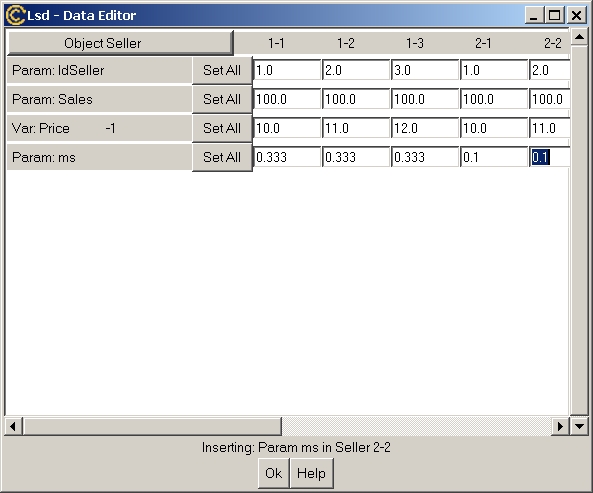 Lsd - Data Editor
Object Seller 1-1 1-2 1-3 2-1 2-2
Param: IdSeller Set All 1.0 2.0 3.0 1.0 2.0
Param: Sales Set All 100.0 100.0 100.0 100.0 100.0
Var: Price -1 Set All 10.0 11.0 12.0 10.0 11.0
Param: ms Set All 0.333 0.333 0.333 0.1 0.1
Inserting: Param ms in Seller 2-2
Ok Help